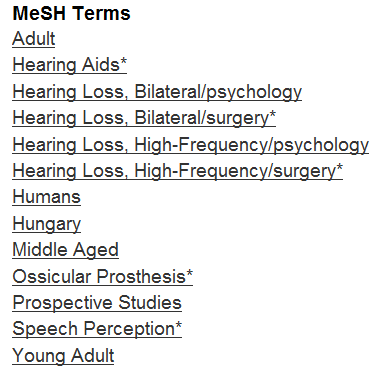 MeSH Terms
Adult
Hearing Aids*
Hearing Loss, Bilateral/psychology
Hearing Loss, Bilateral/surgery*
Hearing Loss, High-Frequency/psychology
Hearing Loss, High-Frequency/surgery*
Humans
Hungary
Middle Aged
Ossicular Prosthesis*
Prospective Studies
Speech Perception*
Young Adult